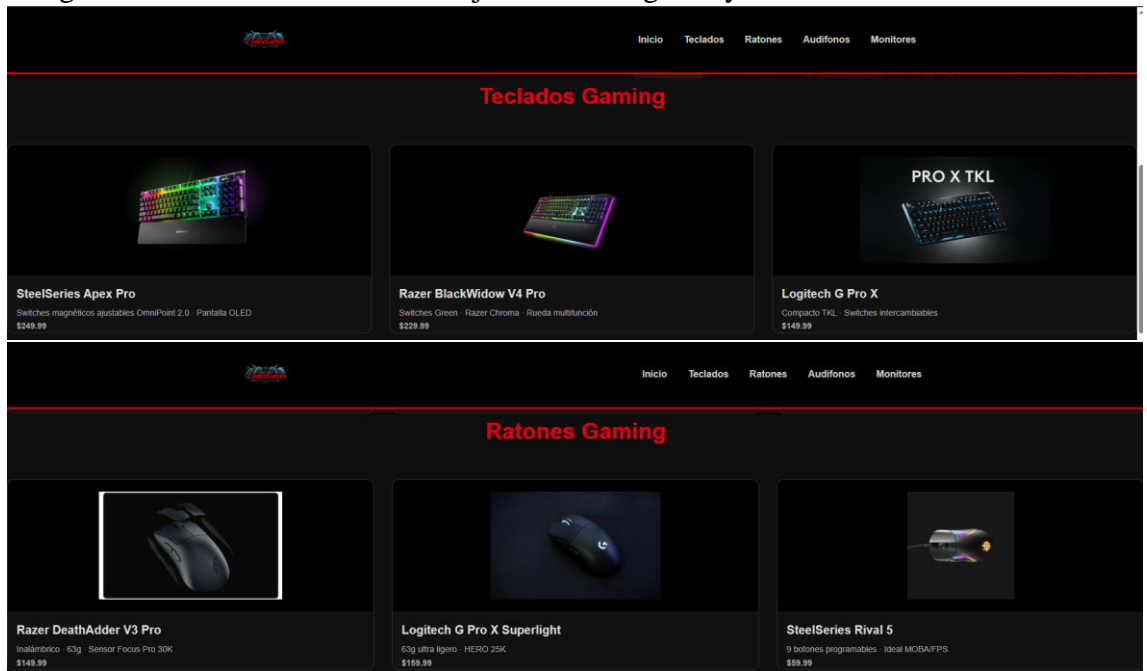 Inicio Teclados Ratones Audifonos Monitores
Teclados Gaming
PRO X TKL
SteelSeries Apex Pro
Switches magnéticos ajustables OmniPoint 2.0 · Pantalla OLED
$249.99
Razer BlackWidow V4 Pro
Switches Green · Razer Chroma · Rueda multifunción
$229.99
Logitech G Pro X
Compacto TKL · Switches intercambiables
$149.99
Inicio Teclados Ratones Audifonos Monitores
Ratones Gaming
Razer DeathAdder V3 Pro
Inalámbrico · 63g · Sensor Focus Pro 30K
$149.99
Logitech G Pro X Superlight
63g ultra ligero · HERO 25K
$159.99
SteelSeries Rival 5
9 botones programables · Ideal MOBA/FPS
$59.99